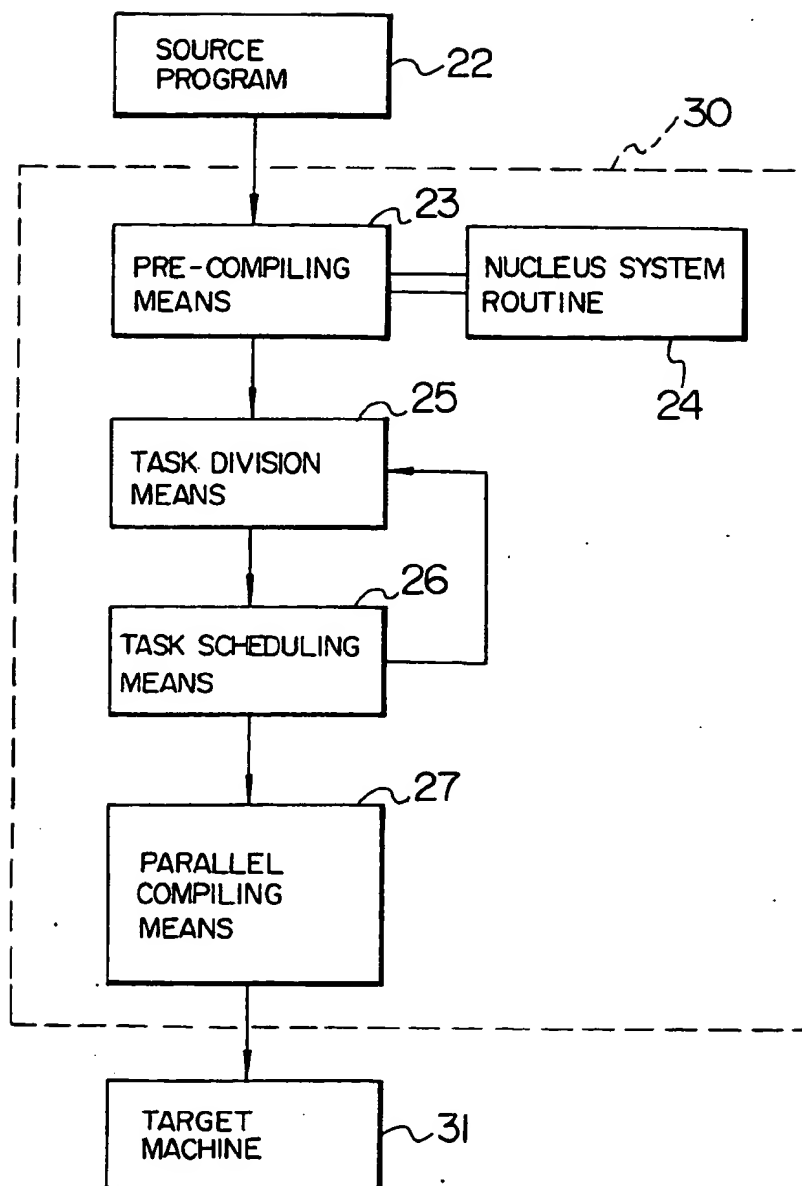 SOURCE
PROGRAM
22
30
23
PRE-COMPILING
MEANS
NUCLEUS SYSTEM
ROUTINE
24
25
TASK DIVISION
MEANS
26
TASK SCHEDULING
MEANS
27
PARALLEL
COMPILING
MEANS
TARGET
MACHINE
31